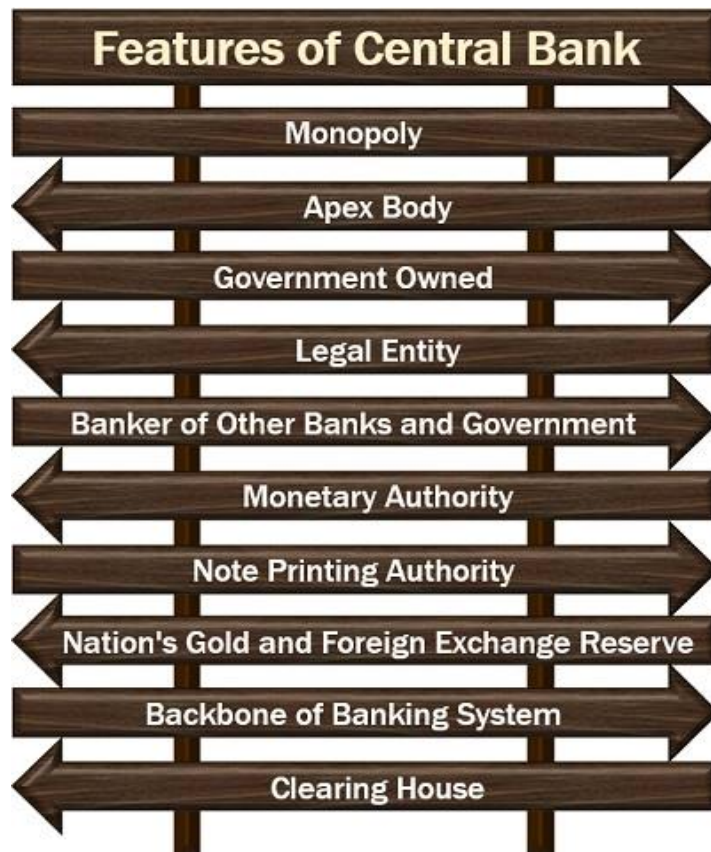 Features of Central Bank
Monopoly
Apex Body
Government Owned
Legal Entity
Banker of Other Banks and Government
Monetary Authority
Note Printing Authority
Nation's Gold and Foreign Exchange Reserve
Backbone of Banking System
Clearing House